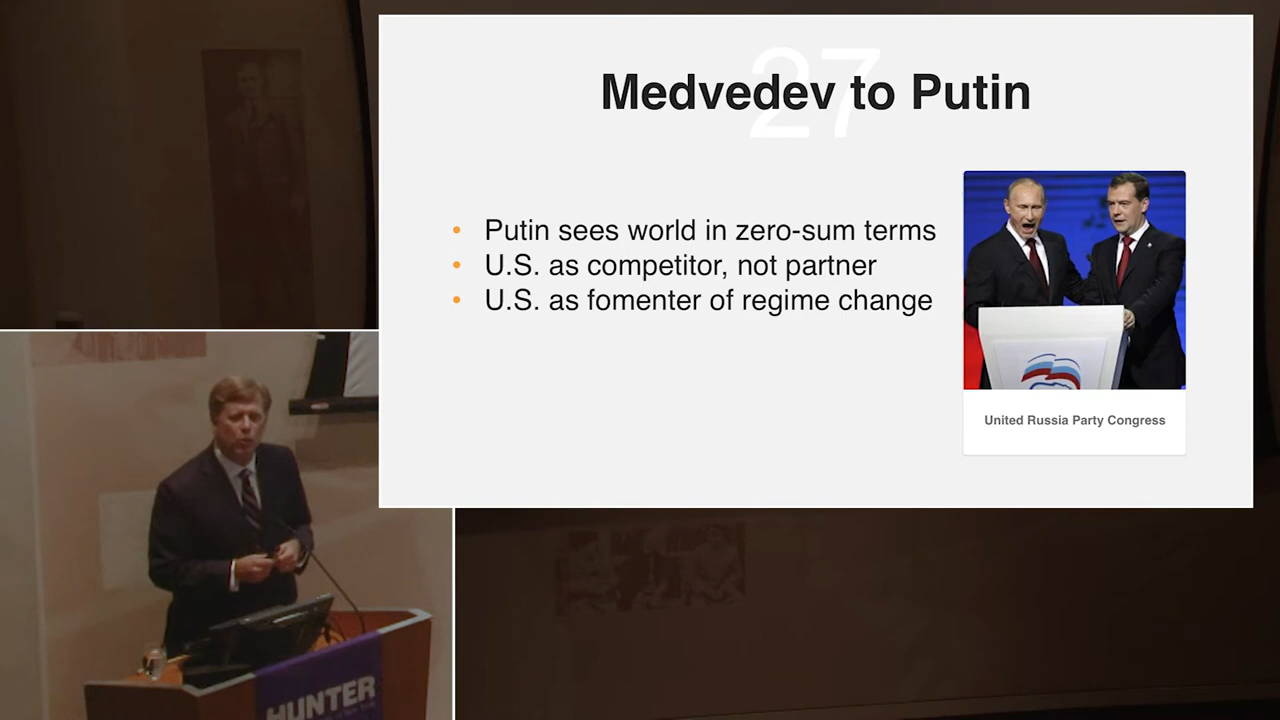 27
Medvedev to Putin
• Putin sees world in zero-sum terms
• U.S. as competitor, not partner
• U.S. as fomenter of regime change
United Russia Party Congress
HUNTER